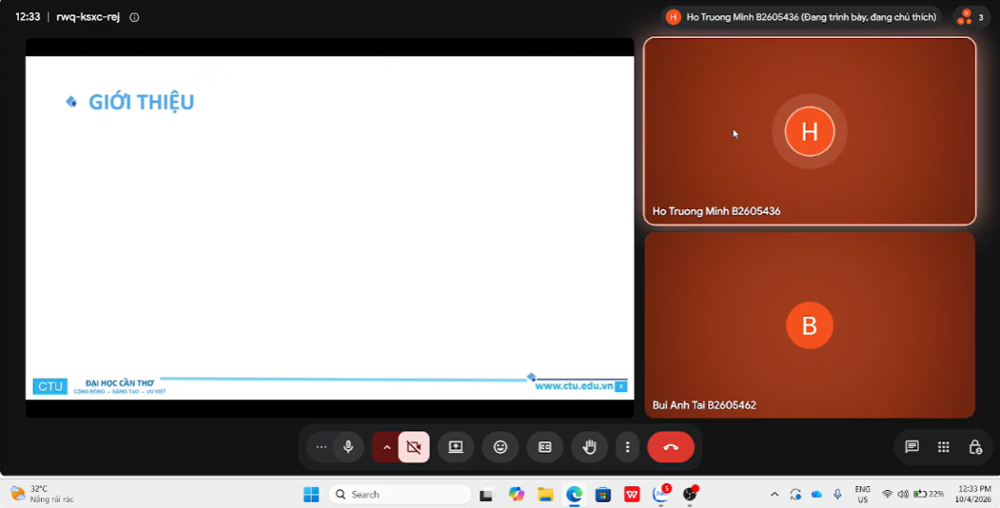 12:33 | rwq-ksxc-rej
Ho Truong Minh B2605436 (Đang trình bày, đang chú thích)
3
GIỚI THIỆU
CTU
ĐẠI HỌC CẦN THƠ
CỘNG ĐỒNG – SÁNG TẠO – ƯU VIỆT
www.ctu.edu.vn
H
Ho Truong Minh B2605436
B
Bui Anh Tai B2605462
32°C
Nắng rải rác
Search
5
ENG
US
22%
12:33 PM
10/4/2026